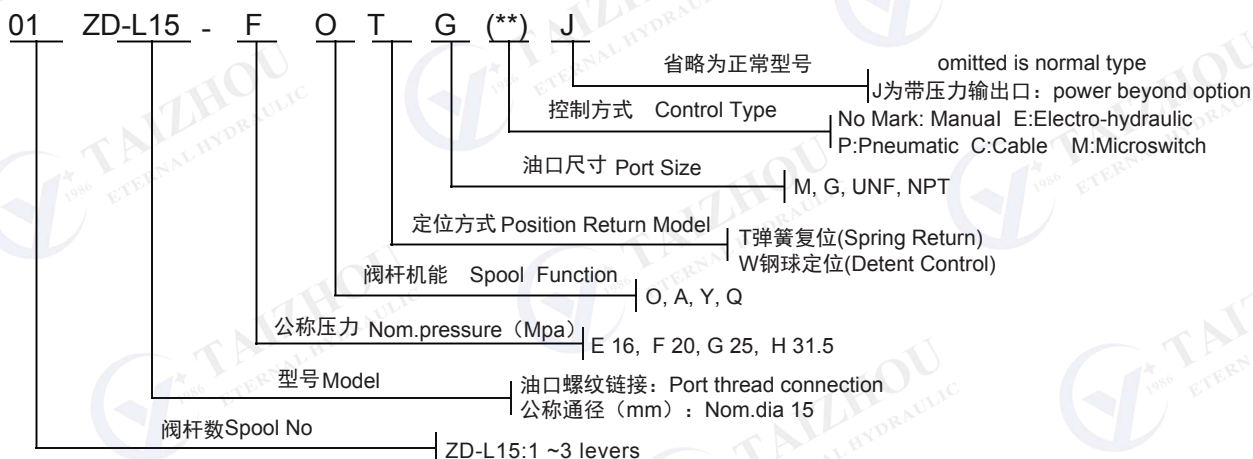 01 ZD-L15 - F O T G (**) J
省略为正常型号 omitted is normal type
J为带压力输出口：power beyond option
控制方式 Control Type No Mark: Manual E:Electro-hydraulic
P:Pneumatic C:Cable M:Microswitch
油口尺寸 Port Size M, G, UNF, NPT
定位方式 Position Return Model T弹簧复位(Spring Return)
W钢球定位(Detent Control)
阀杆机能 Spool Function O, A, Y, Q
公称压力 Nom.pressure（Mpa） E 16, F 20, G 25, H 31.5
型号Model 油口螺纹链接：Port thread connection
公称通径（mm）：Nom.dia 15
阀杆数Spool No ZD-L15:1 ~3 levers
1986 TAIZHOU
ETERNAL HYDRAULIC